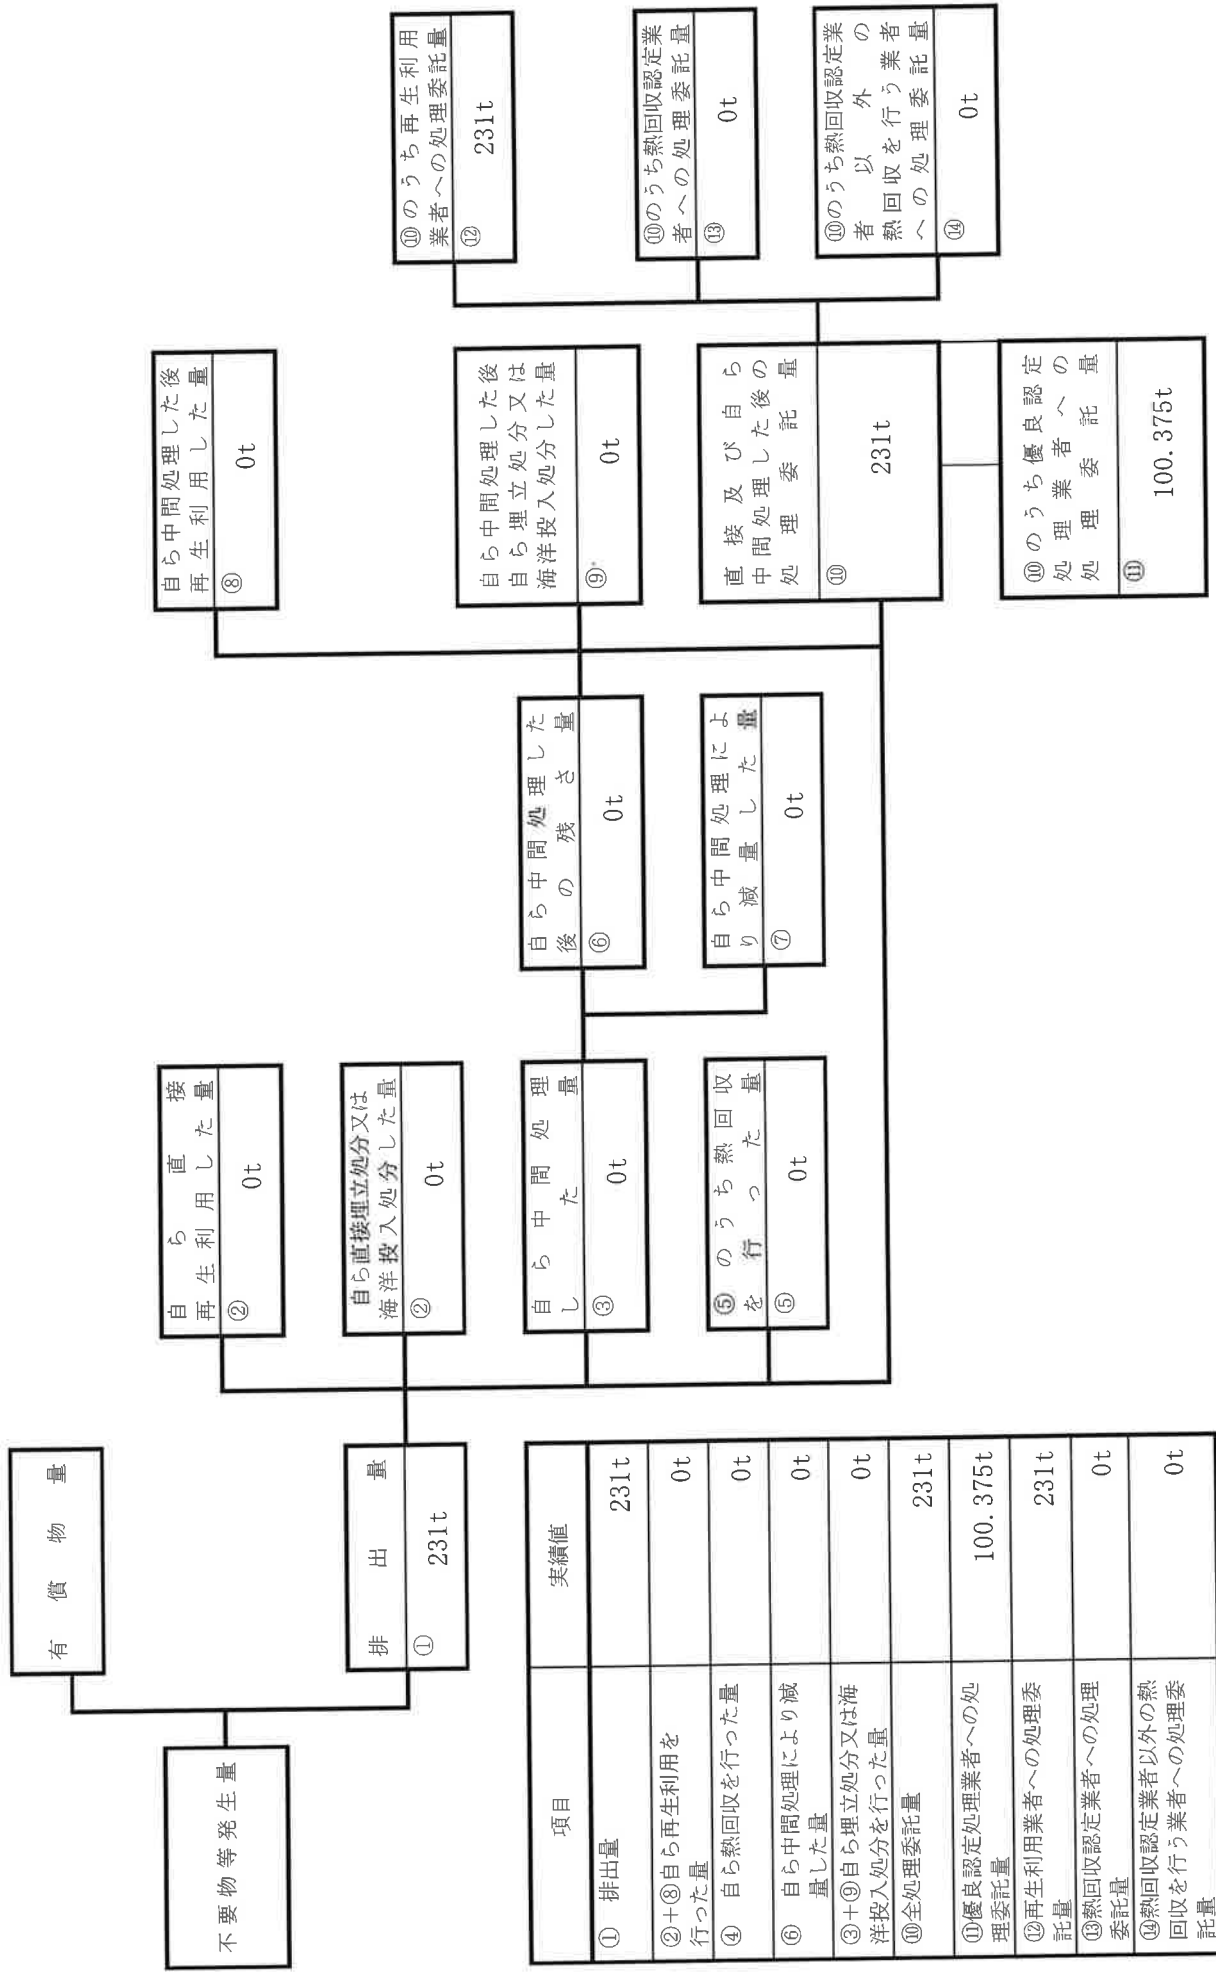 不要物等発生量
有償物量
排出量
①
231t
自ら直接
再生利用した量
②
0t
自ら直接埋立処分又は
海洋投入処分した量
②
0t
自ら中間処理
した量
③
0t
⑤のうち熱回収
を行った量
⑤
0t
自ら中間処理した
後の残さ量
⑥
0t
自ら中間処理によ
り減量した量
⑦
0t
自ら中間処理した後
再生利用した量
⑧
0t
自ら中間処理した後
自ら埋立処分又は
海洋投入処分した量
⑨
0t
直接及び自ら
中間処理した後の
処理委託量
⑩
231t
⑩のうち優良認定
処理業者への
処理委託量
⑪
100.375t
⑩のうち再生利用
業者への処理委託量
⑫
231t
⑩のうち熱回収認定業
者への処理委託量
⑬
0t
⑩のうち熱回収認定業
者以外の
熱回収を行う業者
への処理委託量
⑭
0t
項目 実績値
① 排出量 231t
②+⑧自ら再生利用を
行った量 0t
④ 自ら熱回収を行った量 0t
⑥ 自ら中間処理により減
量した量 0t
③+⑨自ら埋立処分又は海
洋投入処分を行った量 0t
⑩全処理委託量 231t
⑪優良認定処理業者への処
理委託量 100.375t
⑫再生利用業者への処理委
託量 231t
⑬熱回収認定業者への処理
委託量 0t
⑭熱回収認定業者以外の熱
回収を行う業者への処理委
託量 0t